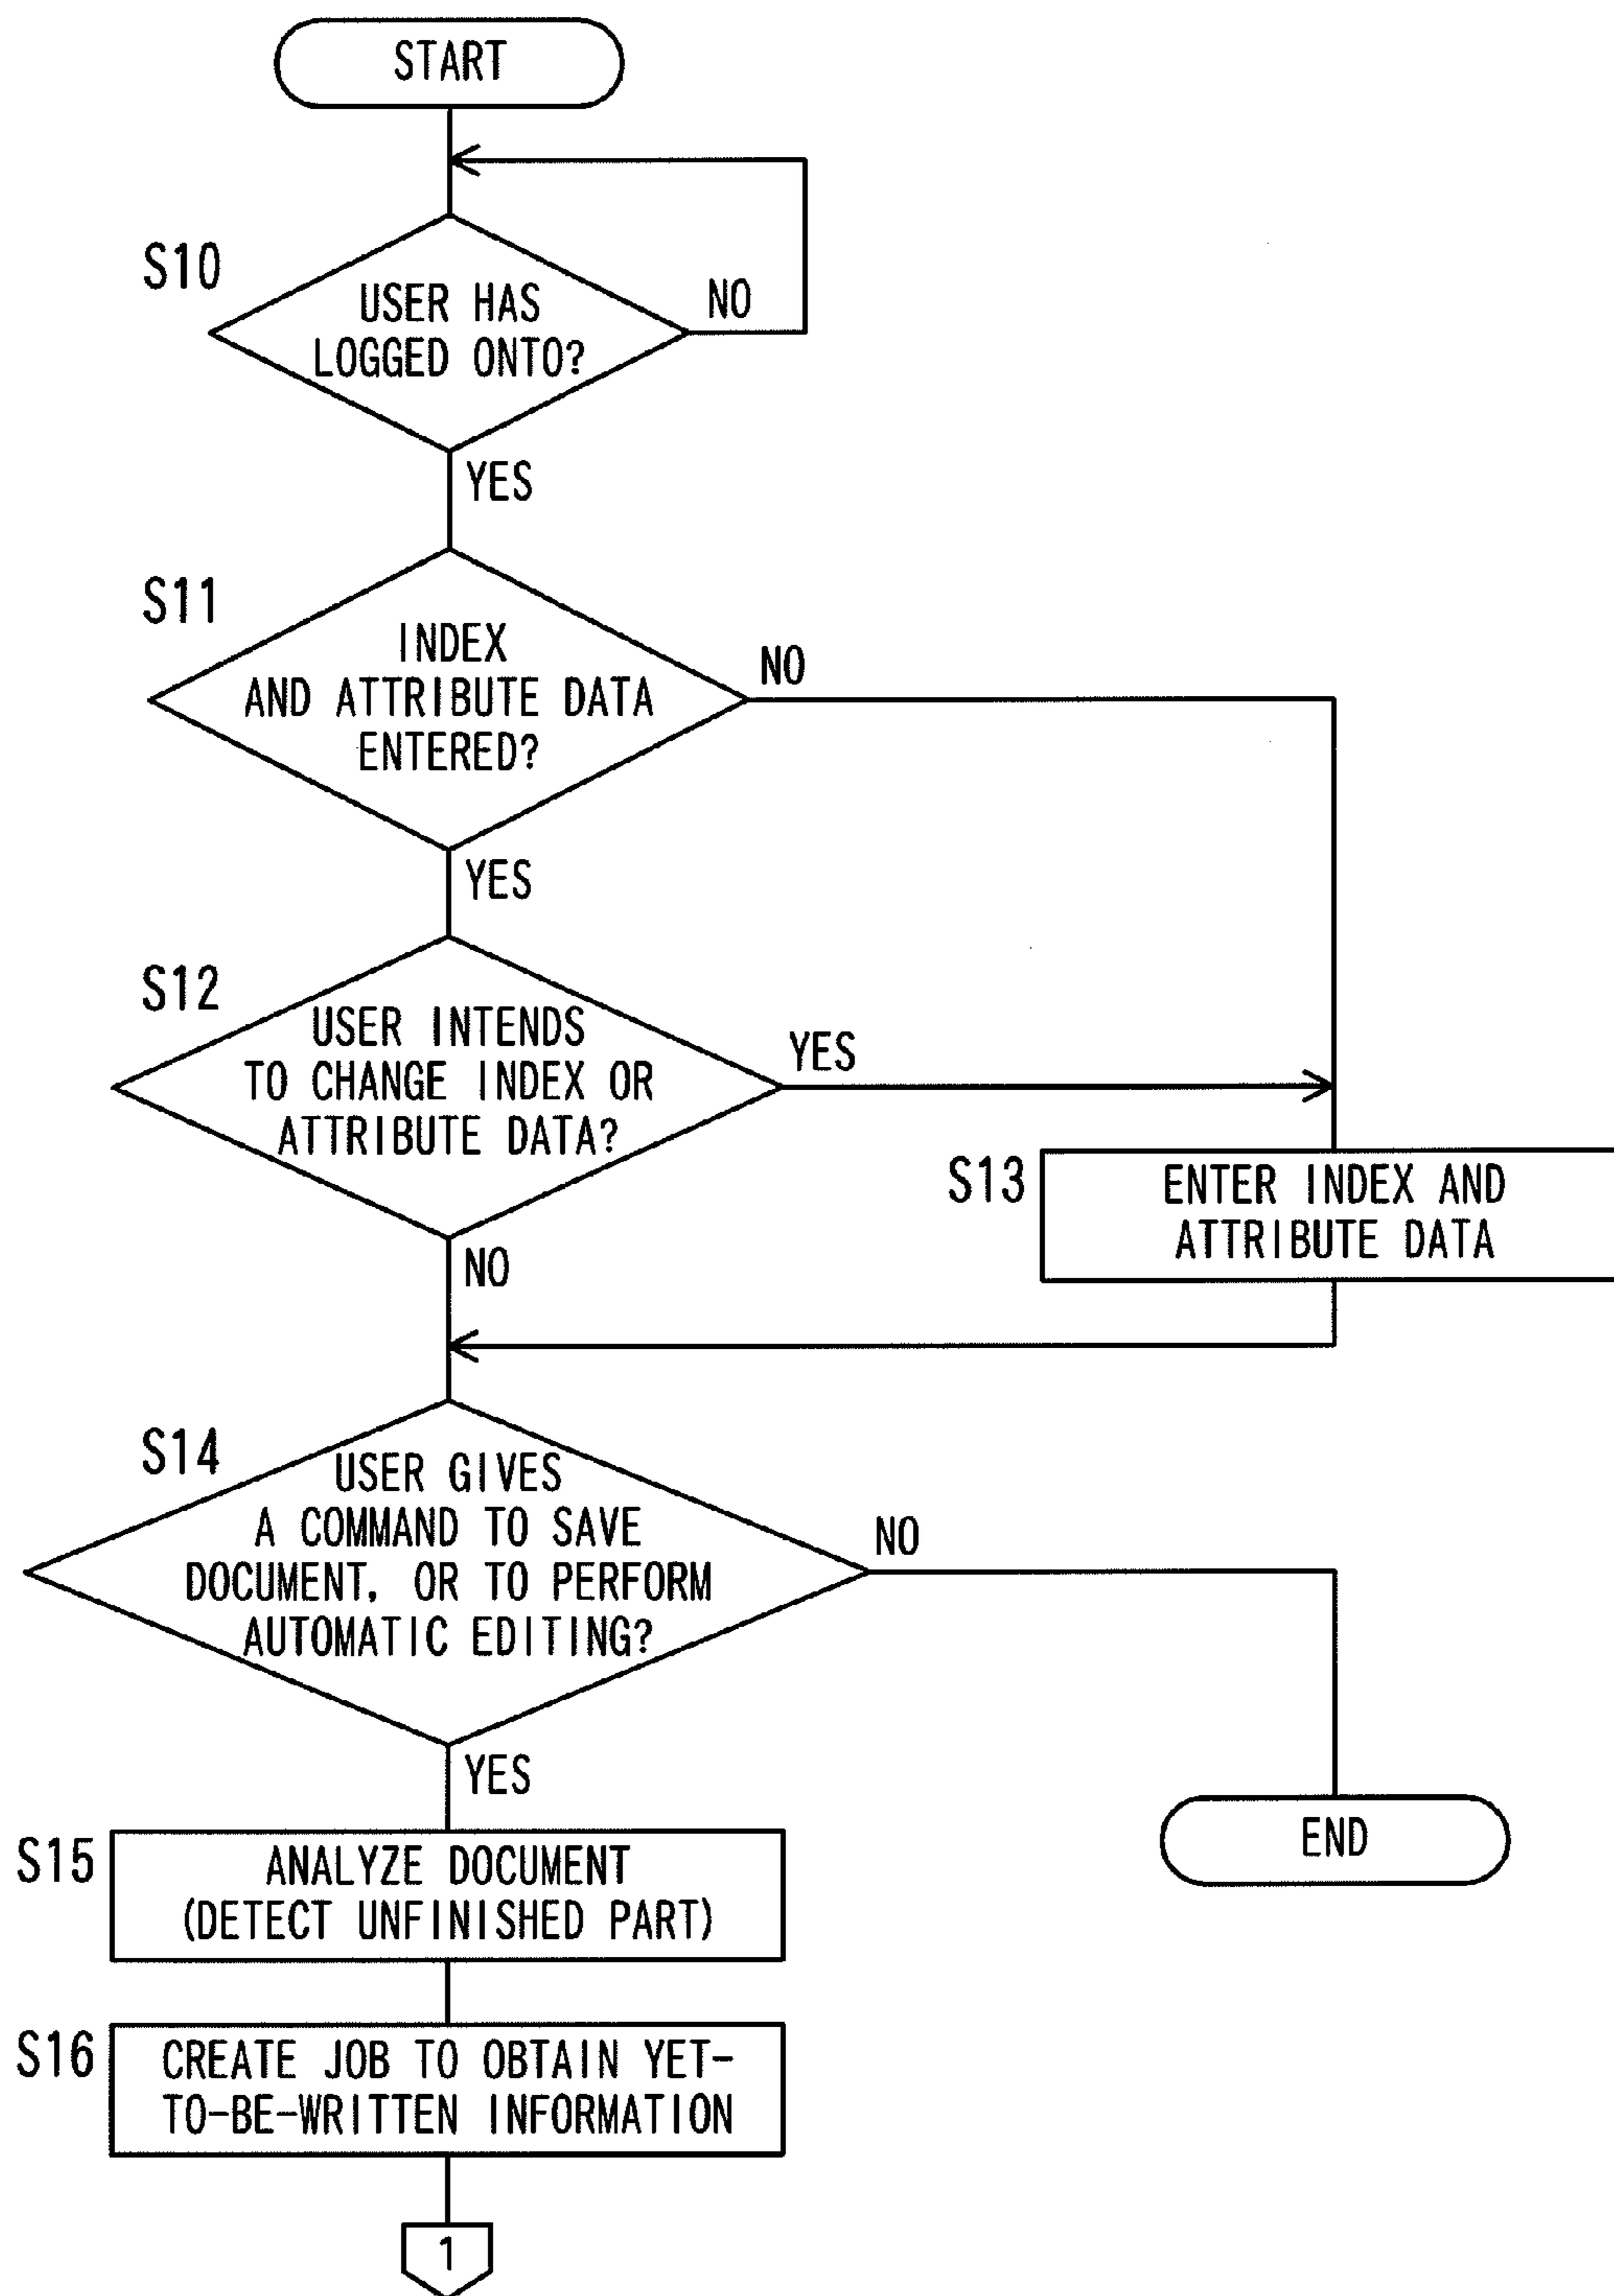 START
S10
USER HAS
LOGGED ONTO?
NO
YES
S11
INDEX
AND ATTRIBUTE DATA
ENTERED?
NO
YES
S12
USER INTENDS
TO CHANGE INDEX OR
ATTRIBUTE DATA?
YES
NO
S13
ENTER INDEX AND
ATTRIBUTE DATA
S14
USER GIVES
A COMMAND TO SAVE
DOCUMENT, OR TO PERFORM
AUTOMATIC EDITING?
NO
YES
END
S15
ANALYZE DOCUMENT
(DETECT UNFINISHED PART)
S16
CREATE JOB TO OBTAIN YET-
TO-BE-WRITTEN INFORMATION
1